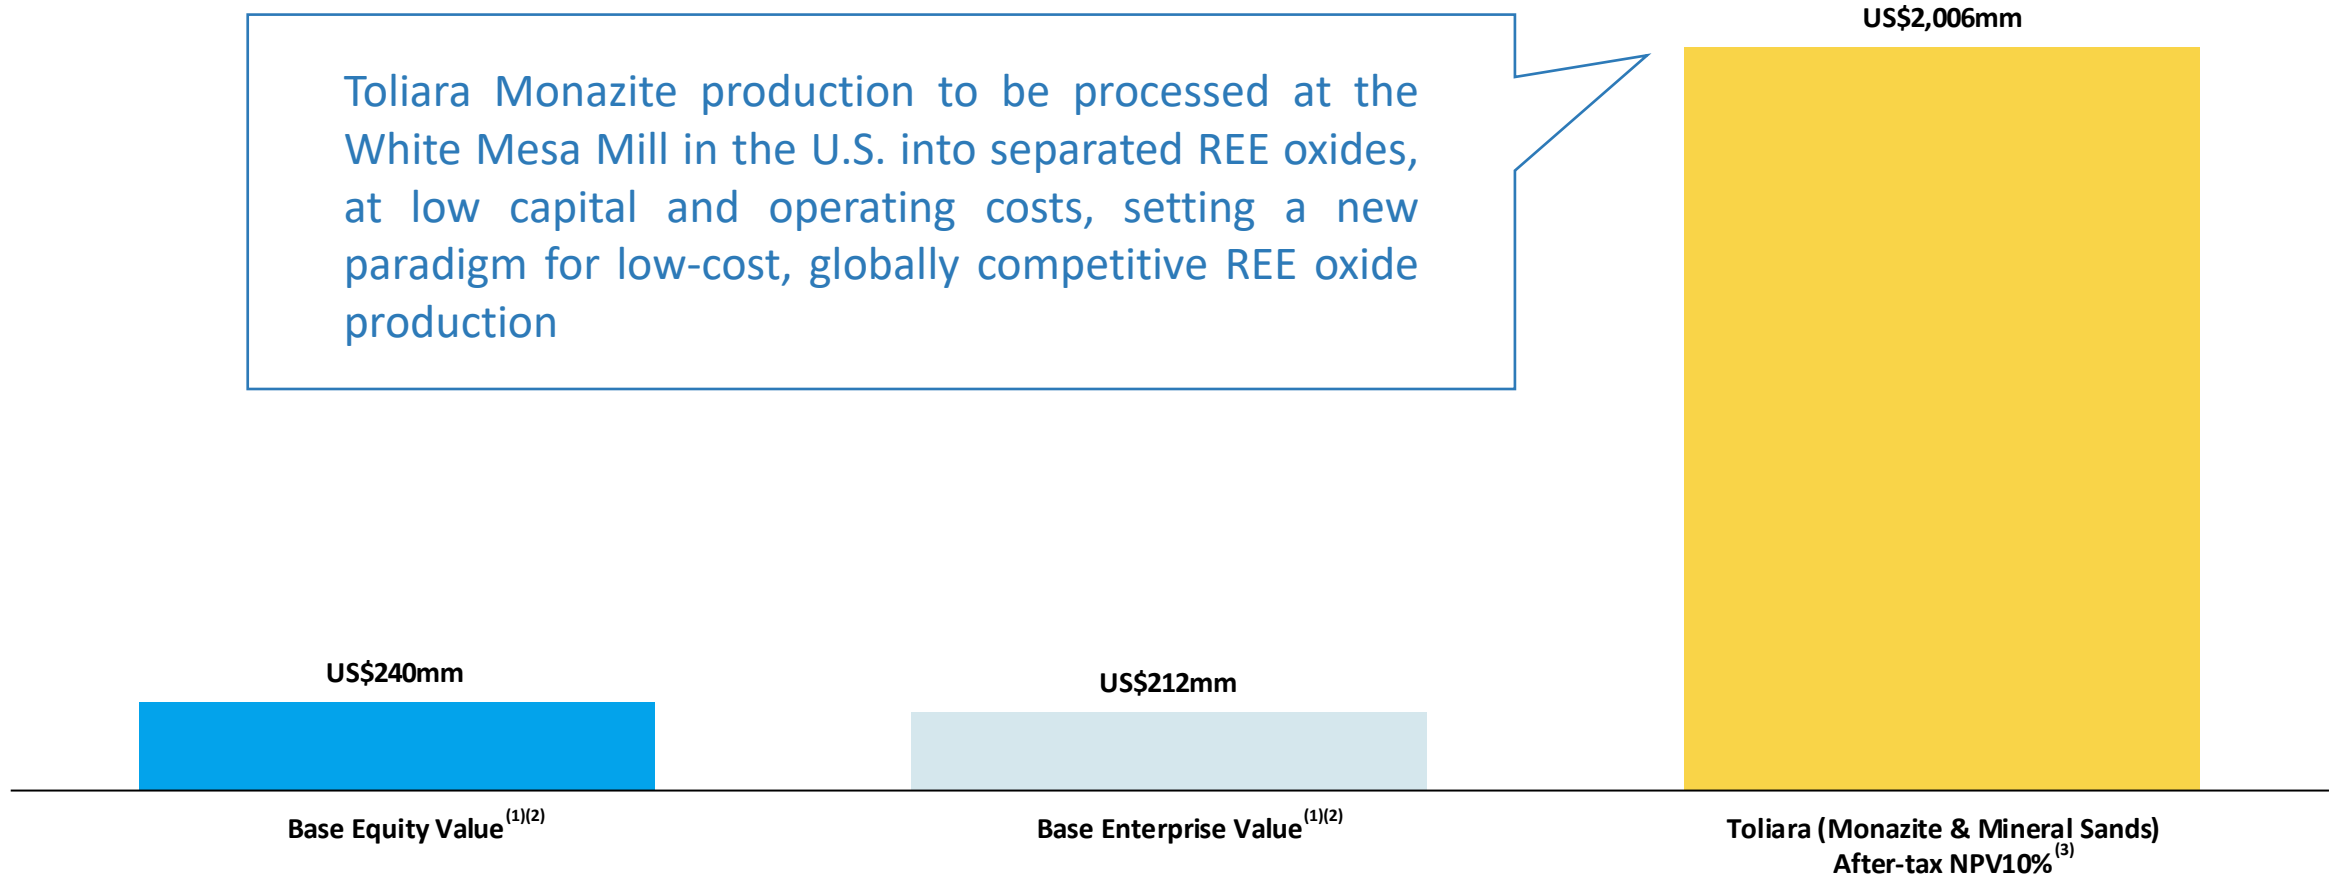 US$2,006mm
Toliara Monazite production to be processed at the
White Mesa Mill in the U.S. into separated REE oxides,
at low capital and operating costs, setting a new
paradigm for low-cost, globally competitive REE oxide
production
US$240mm
US$212mm
Base Equity Value(1)(2)
Base Enterprise Value(1)(2)
Toliara (Monazite & Mineral Sands)
After-tax NPV10%(3)